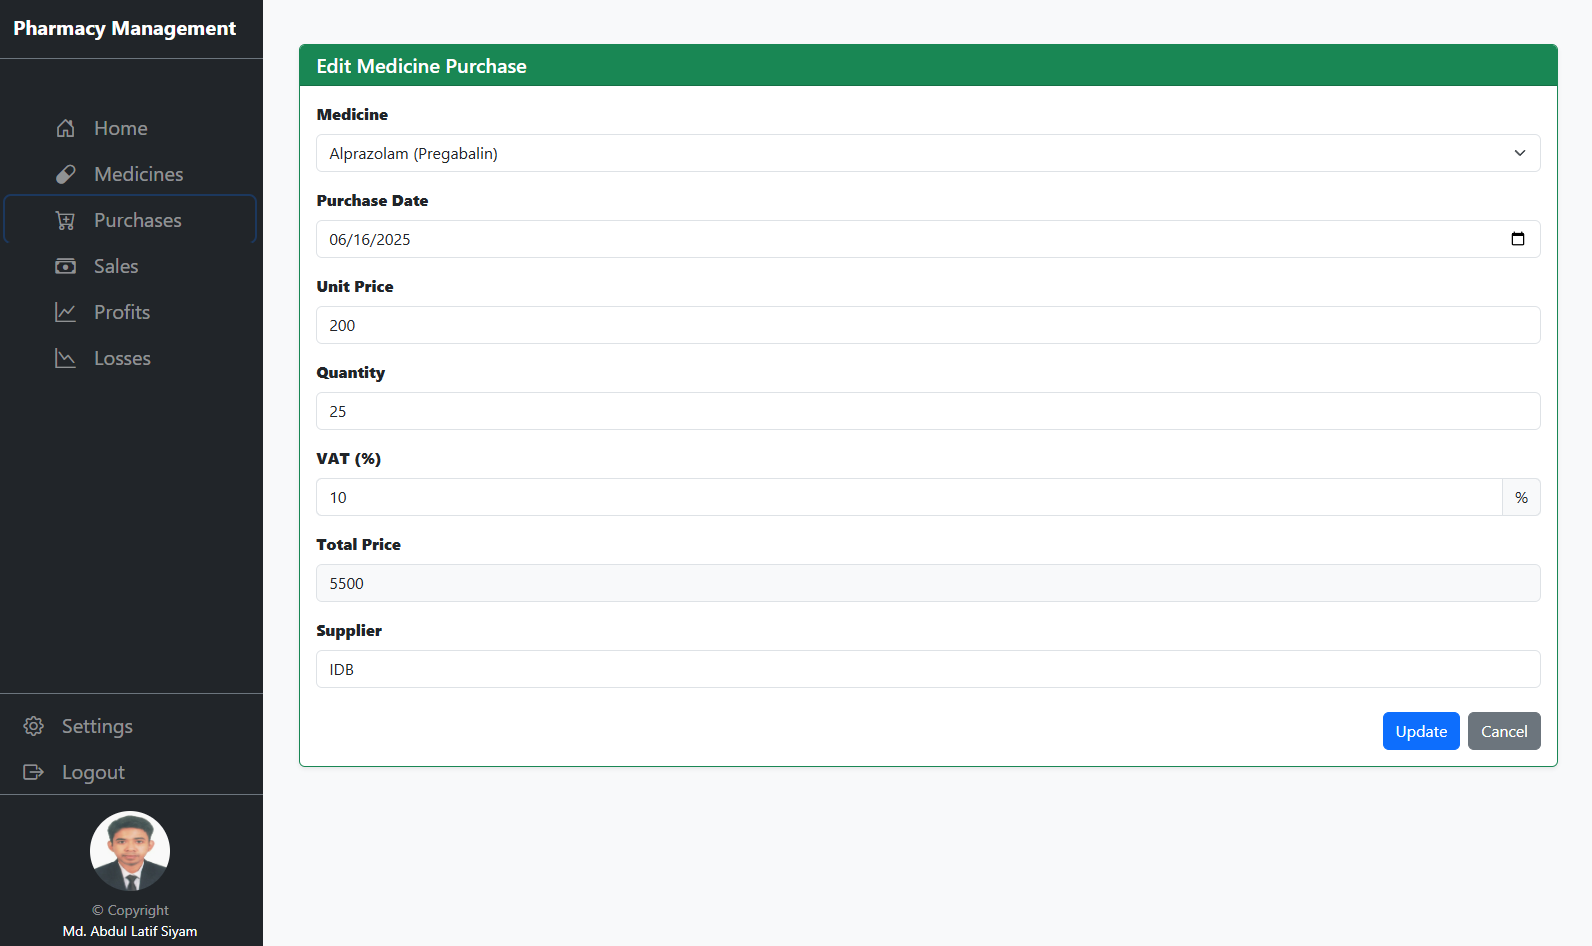 Pharmacy Management
Home
Medicines
Purchases
Sales
Profits
Losses
Settings
Logout
© Copyright
Md. Abdul Latif Siyam
Edit Medicine Purchase
Medicine
Alprazolam (Pregabalin)
Purchase Date
06/16/2025
Unit Price
200
Quantity
25
VAT (%)
10 %
Total Price
5500
Supplier
IDB
Update Cancel